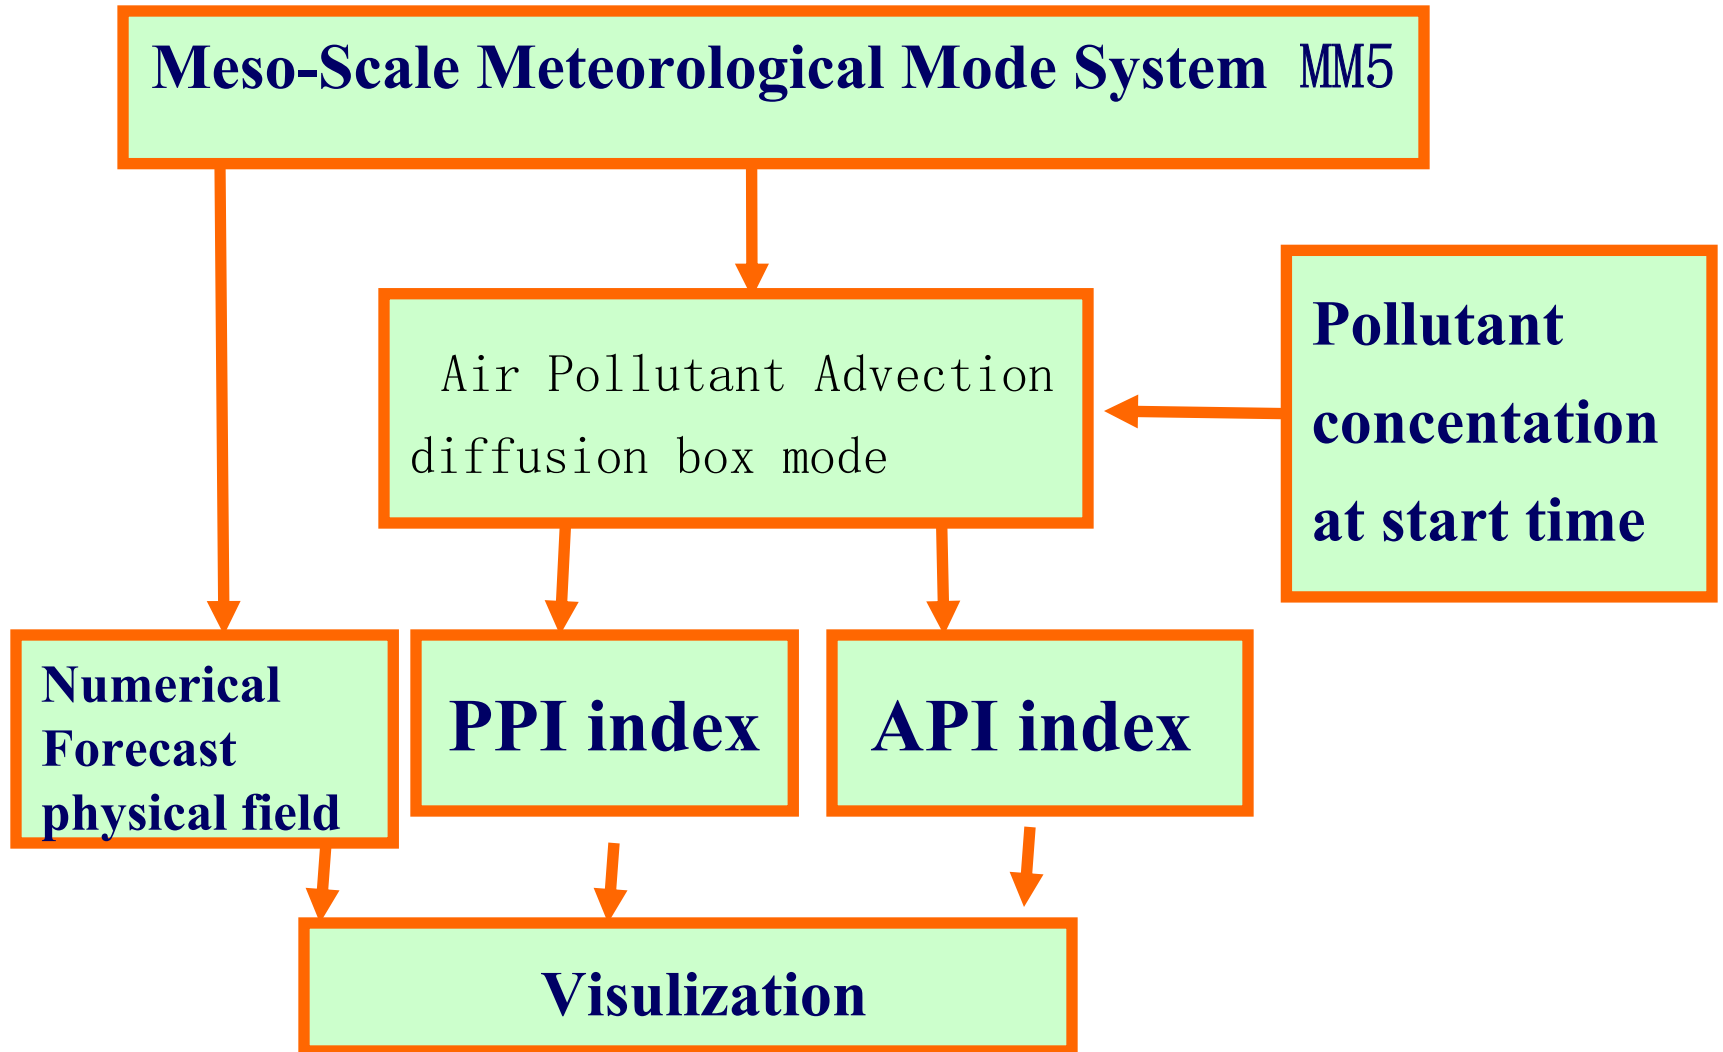 Meso-Scale Meteorological Mode System MM5
Air Pollutant Advection
diffusion box mode
Pollutant
concentation
at start time
Numerical
Forecast
physical field
PPI index
API index
Visulization